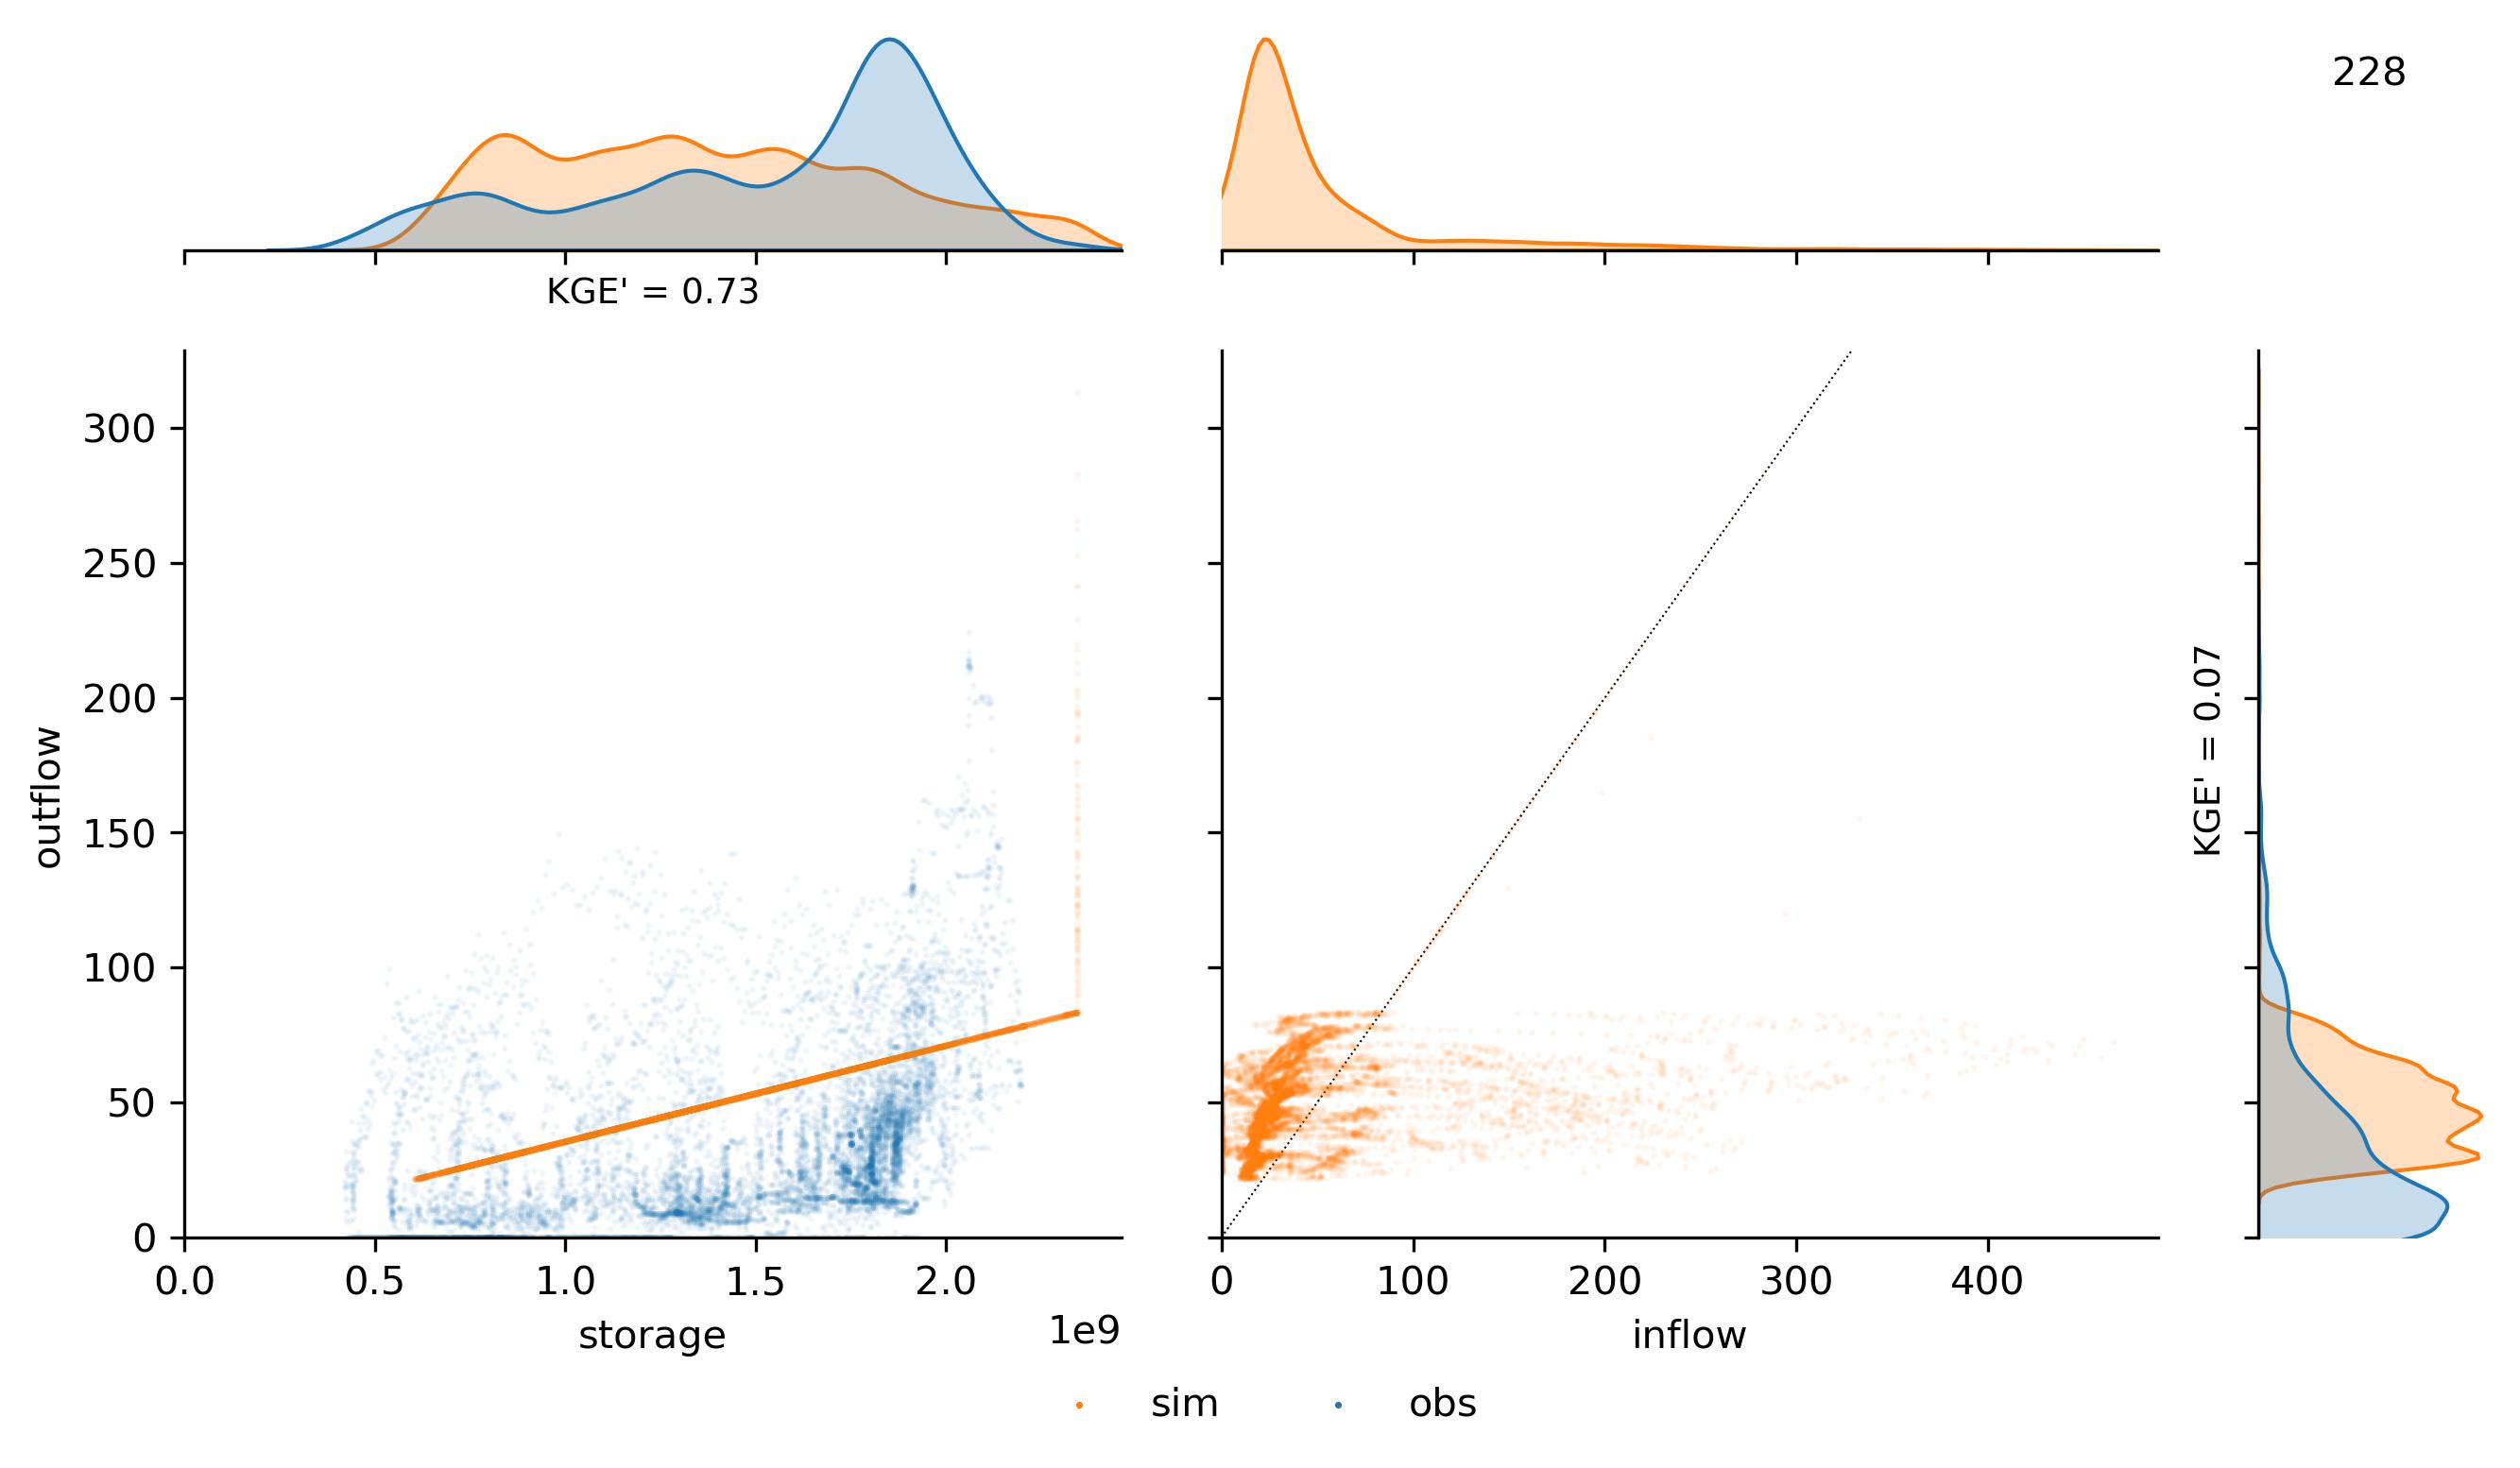 228
KGE' = 0.73
300
250
200
150
100
50
0
outflow
KGE' = 0.07
0.0 0.5 1.0 1.5 2.0
0 100 200 300 400
storage
1e9
inflow
sim obs